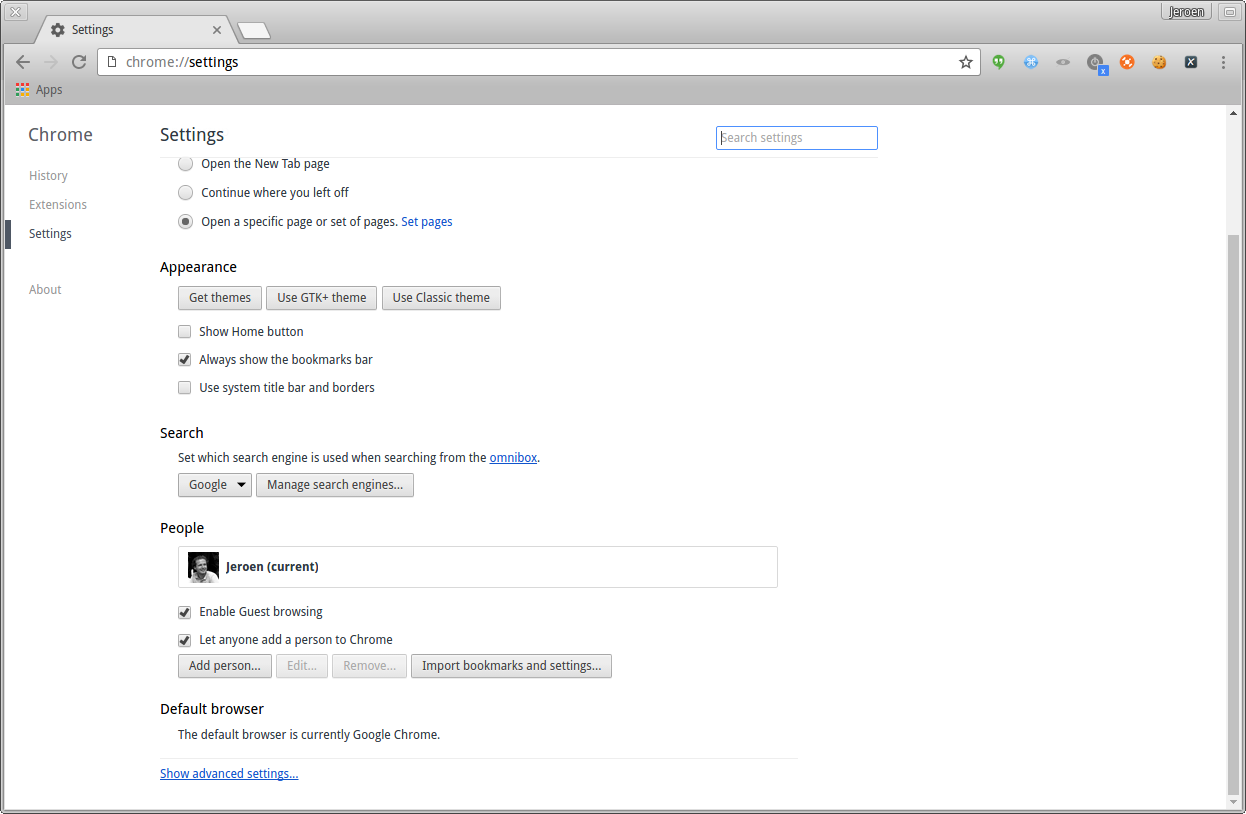 Jeroen
Settings
chrome://settings
x
X
Apps
Chrome
Settings
Search settings
History
Extensions
Settings
About
Open the New Tab page
Continue where you left off
Open a specific page or set of pages. Set pages
Appearance
Get themes Use GTK+ theme Use Classic theme
Show Home button
Always show the bookmarks bar
Use system title bar and borders
Search
Set which search engine is used when searching from the omnibox.
Google Manage search engines...
People
Jeroen (current)
Enable Guest browsing
Let anyone add a person to Chrome
Add person... Edit... Remove... Import bookmarks and settings...
Default browser
The default browser is currently Google Chrome.
Show advanced settings...